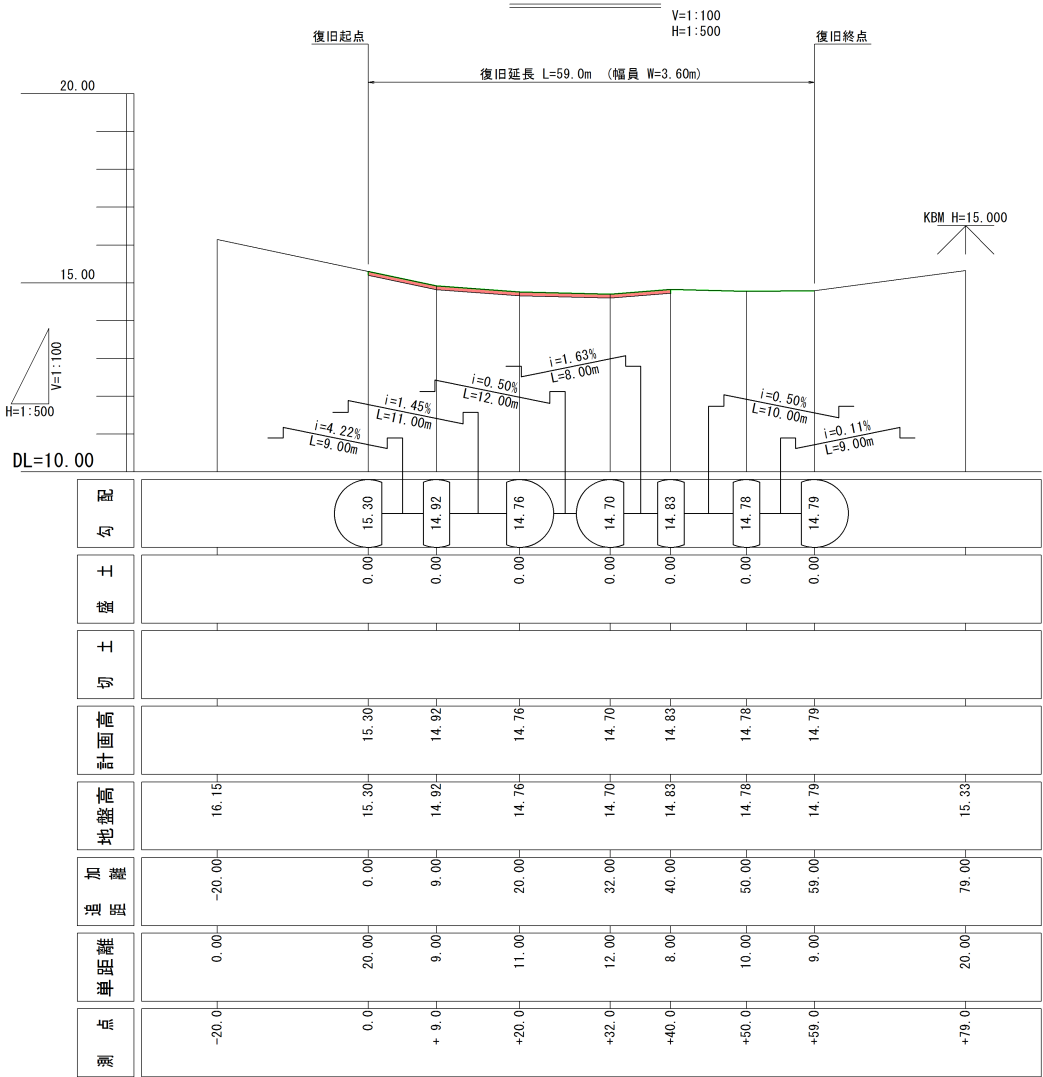 V=1:100
H=1:500
復旧起点
復旧終点
復旧延長 L=59.0m （幅員 W=3.60m）
20.00
KBM H=15.000
15.00
V=1:100
H=1:500
i=1.63%
L=8.00m
i=0.50%
L=12.00m
i=1.45%
L=11.00m
i=4.22%
L=9.00m
i=0.50%
L=10.00m
i=0.11%
L=9.00m
DL=10.00
勾配 15.30 14.92 14.76 14.70 14.83 14.78 14.79
盛土 0.00 0.00 0.00 0.00 0.00 0.00 0.00
切土
計画高 15.30 14.92 14.76 14.70 14.83 14.78 14.79
地盤高 16.15 15.30 14.92 14.76 14.70 14.83 14.78 14.79 15.33
追加距離 -20.00 0.00 9.00 20.00 32.00 40.00 50.00 59.00 79.00
単距離 0.00 20.00 9.00 11.00 12.00 8.00 10.00 9.00 20.00
測点 -20.0 0.0 + 9.0 +20.0 +32.0 +40.0 +50.0 +59.0 +79.0